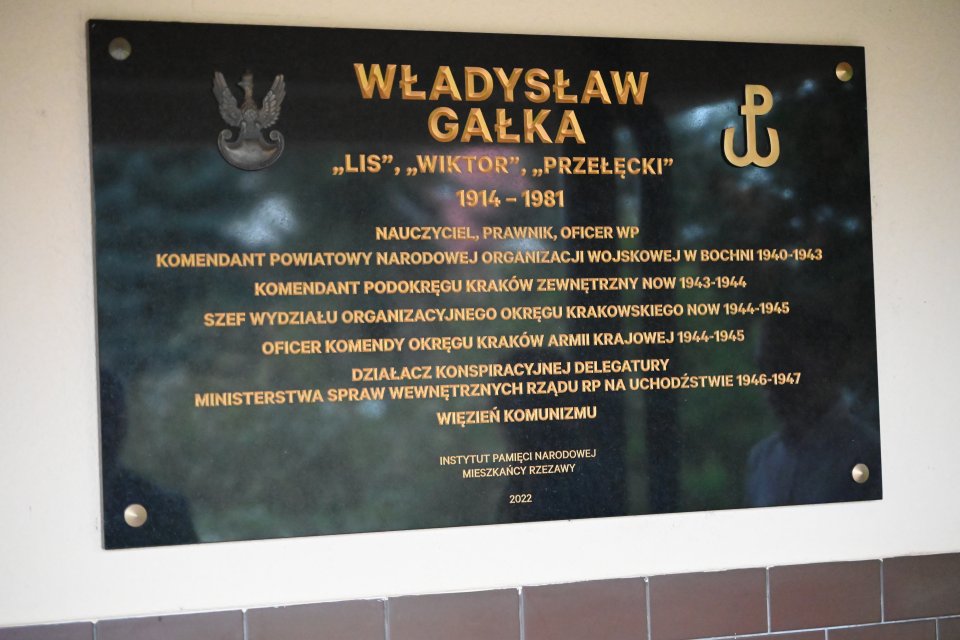 WŁADYSŁAW
GAŁKA
„LIS”, „WIKTOR”, „PRZEŁĘCKI”
1914 – 1981
NAUCZYCIEL, PRAWNIK, OFICER WP
KOMENDANT POWIATOWY NARODOWEJ ORGANIZACJI WOJSKOWEJ W BOCHNI 1940-1943
KOMENDANT PODOKRĘGU KRAKÓW ZEWNĘTRZNY NOW 1943-1944
SZEF WYDZIAŁU ORGANIZACYJNEGO OKRĘGU KRAKOWSKIEGO NOW 1944-1945
OFICER KOMENDY OKRĘGU KRAKÓW ARMII KRAJOWEJ 1944-1945
DZIAŁACZ KONSPIRACYJNEJ DELEGATURY
MINISTERSTWA SPRAW WEWNĘTRZNYCH RZĄDU RP NA UCHODŹSTWIE 1946-1947
WIĘZIEŃ KOMUNIZMU
INSTYTUT PAMIĘCI NARODOWEJ
MIESZKAŃCY RZEZAWY
2022